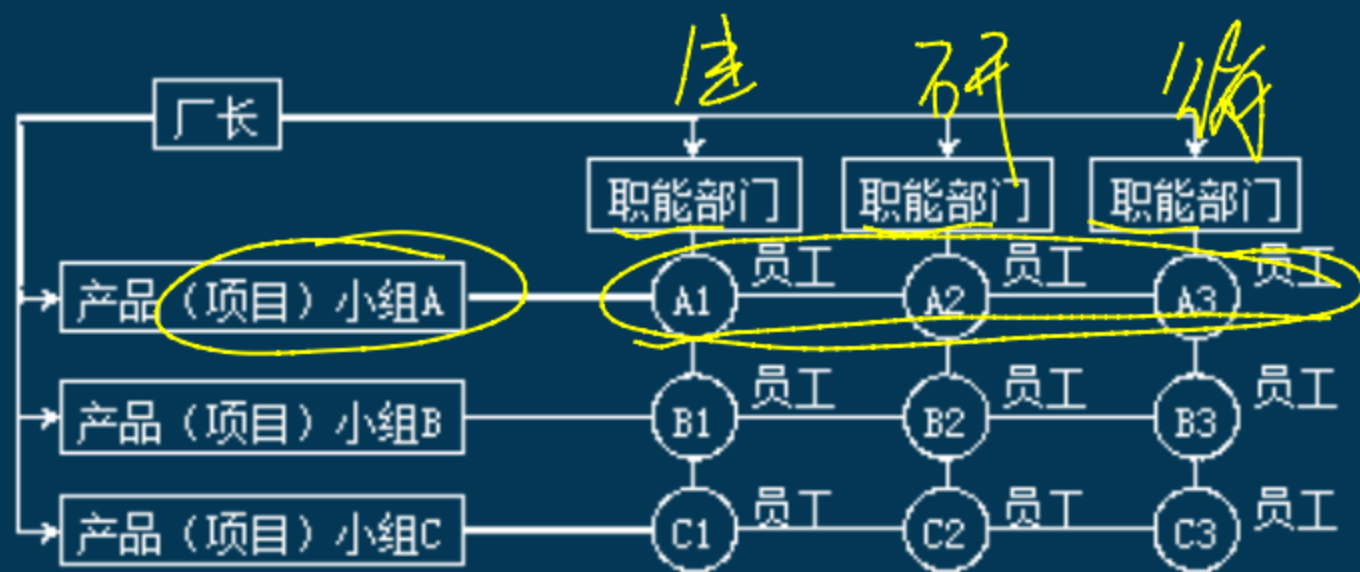 研 销
厂长
职能部门 职能部门 职能部门
员工 员工 员工
产品（项目）小组A A1 A2 A3
员工 员工 员工
产品（项目）小组B B1 B2 B3
员工 员工 员工
产品（项目）小组C C1 C2 C3